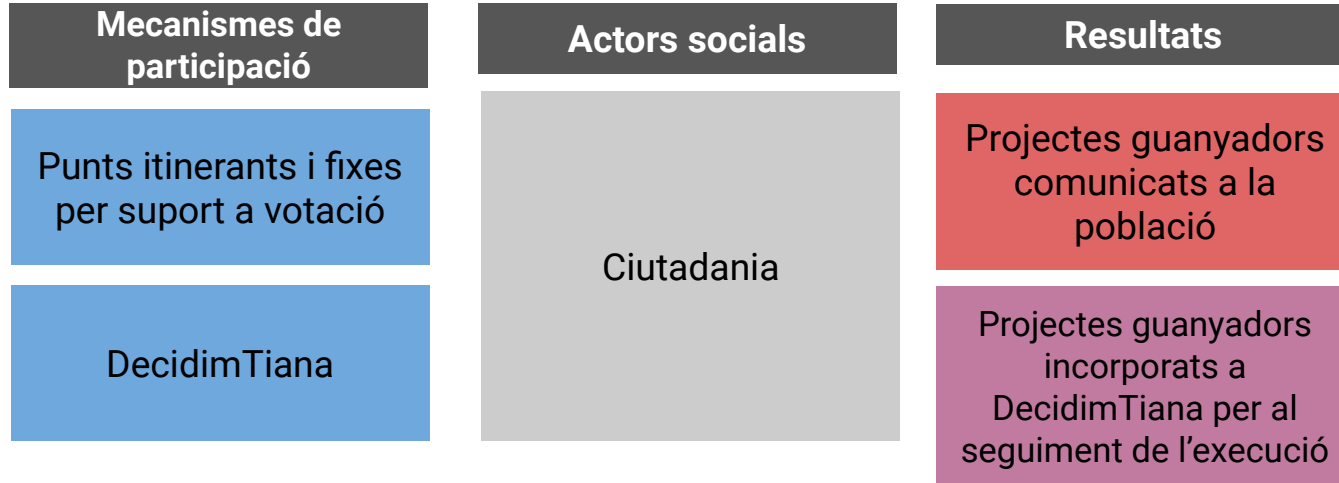 Mecanismes de
participació
Punts itinerants i fixes
per suport a votació
DecidimTiana
Actors socials
Ciutadania
Resultats
Projectes guanyadors
comunicats a la
població
Projectes guanyadors
incorporats a
DecidimTiana per al
seguiment de l’execució